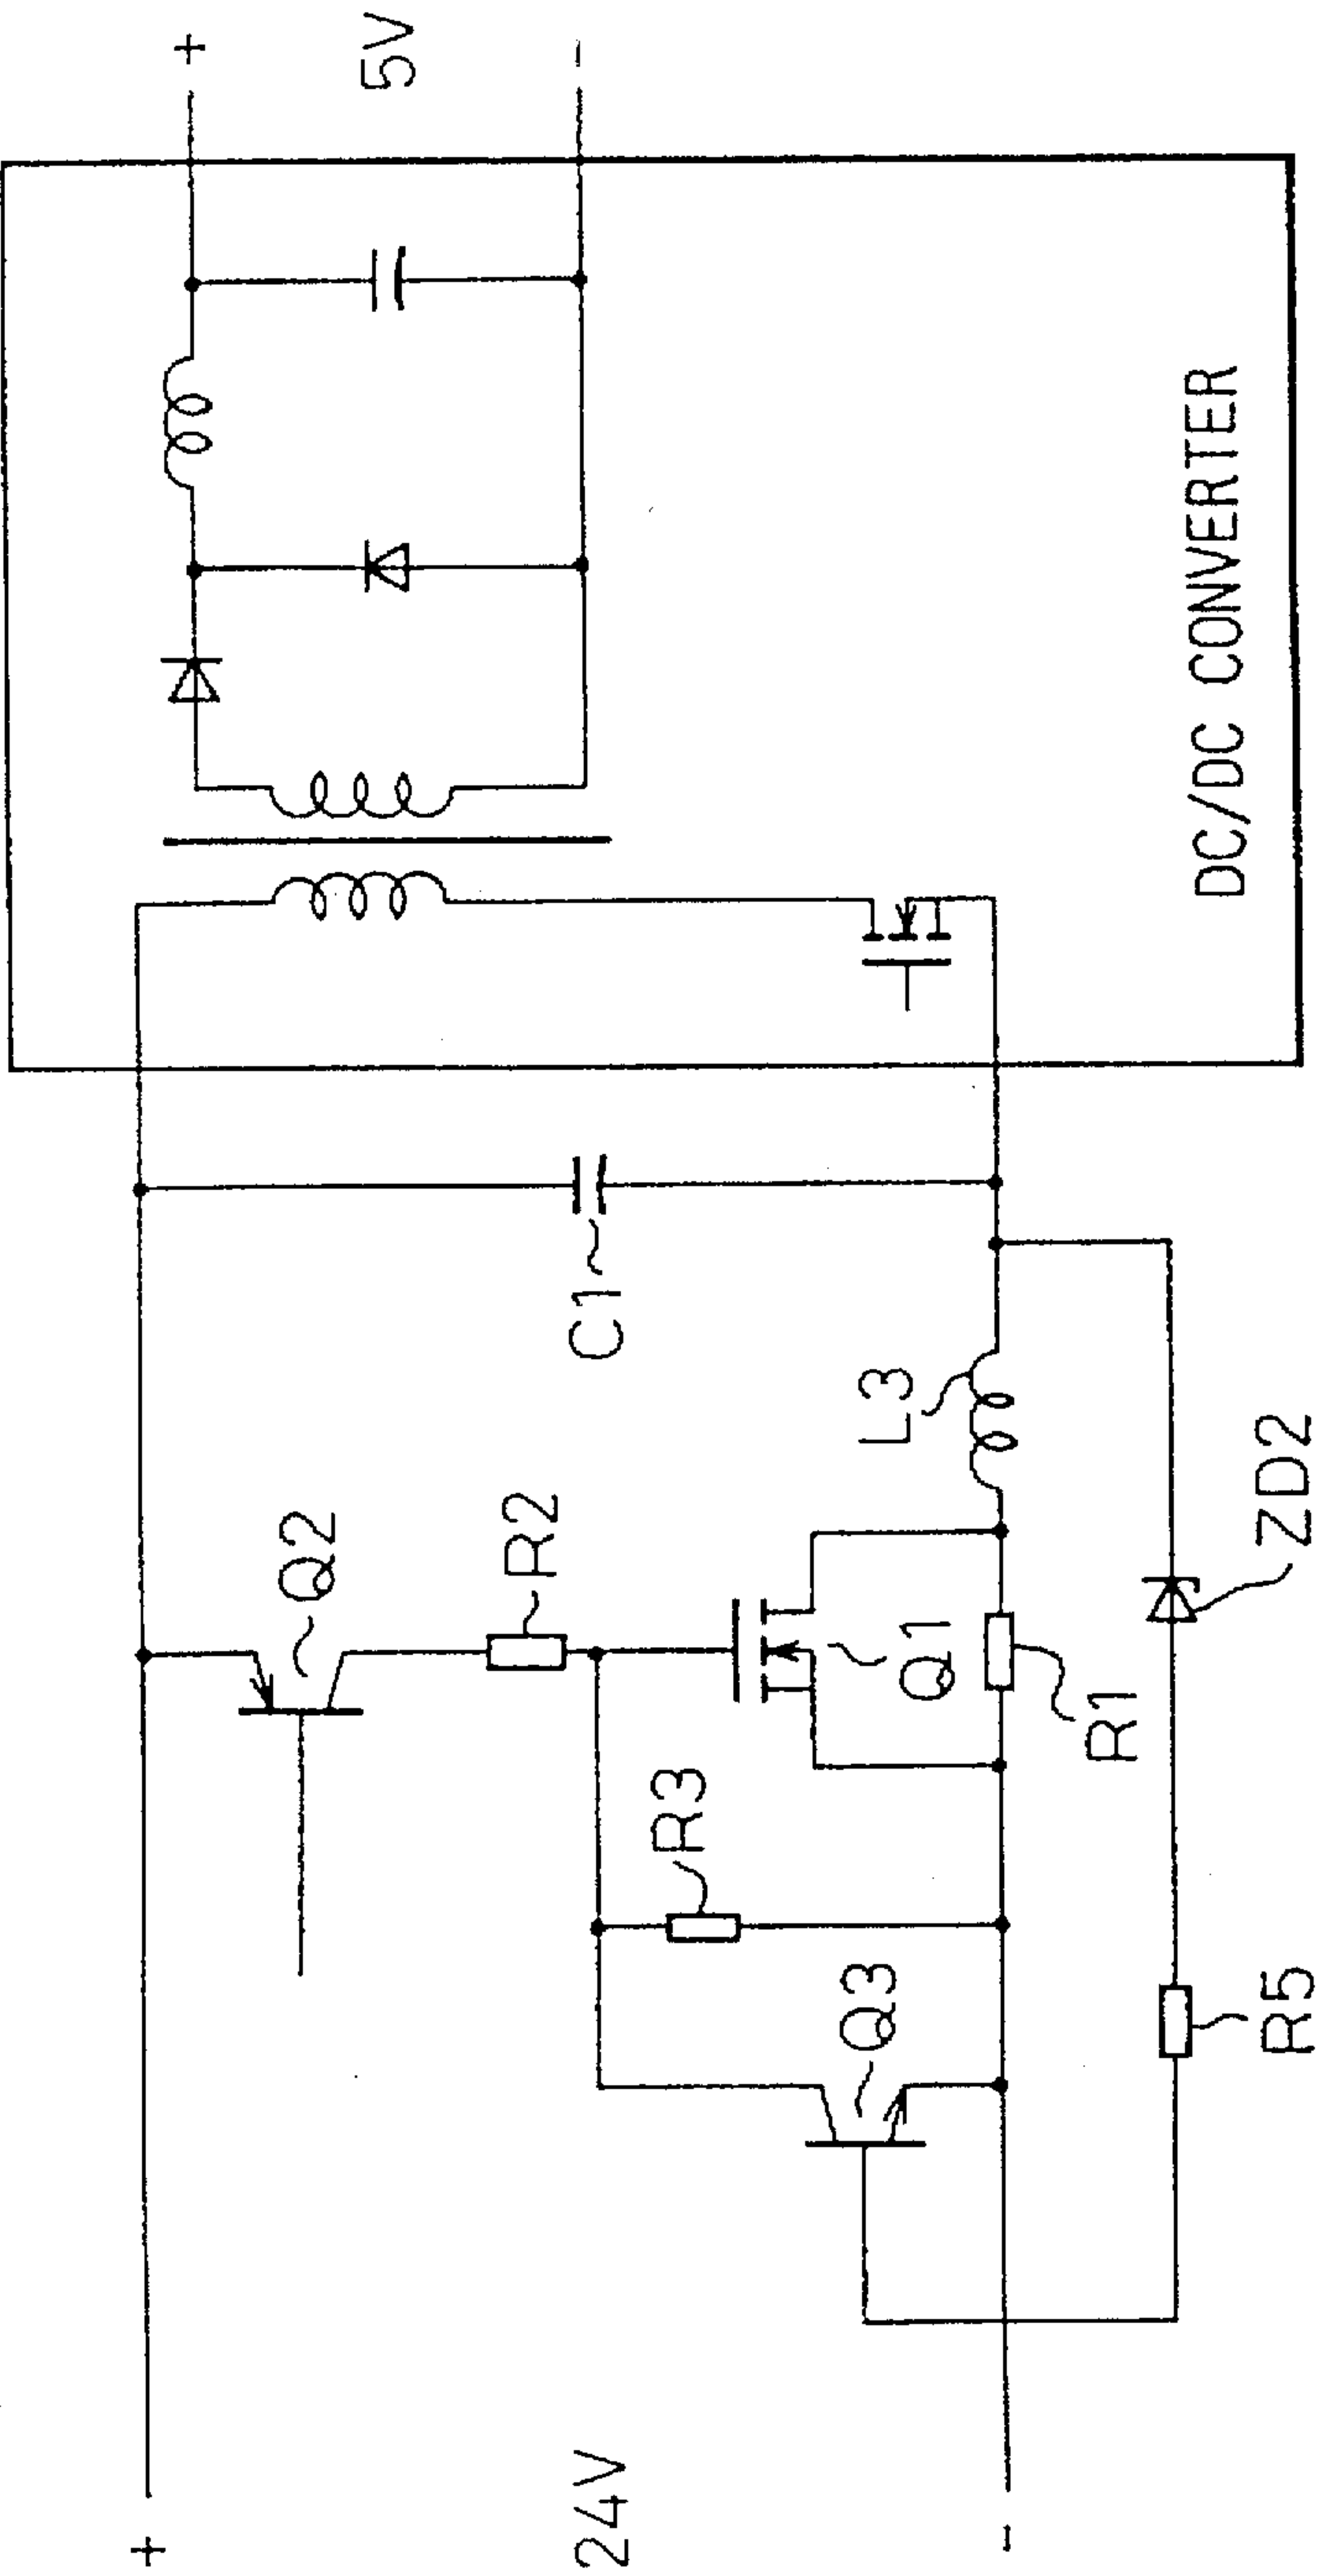 +
24V
-
Q2
R2
R3
Q3
Q1
R1
R5
ZD2
L3
C1
DC/DC CONVERTER
+
5V
-